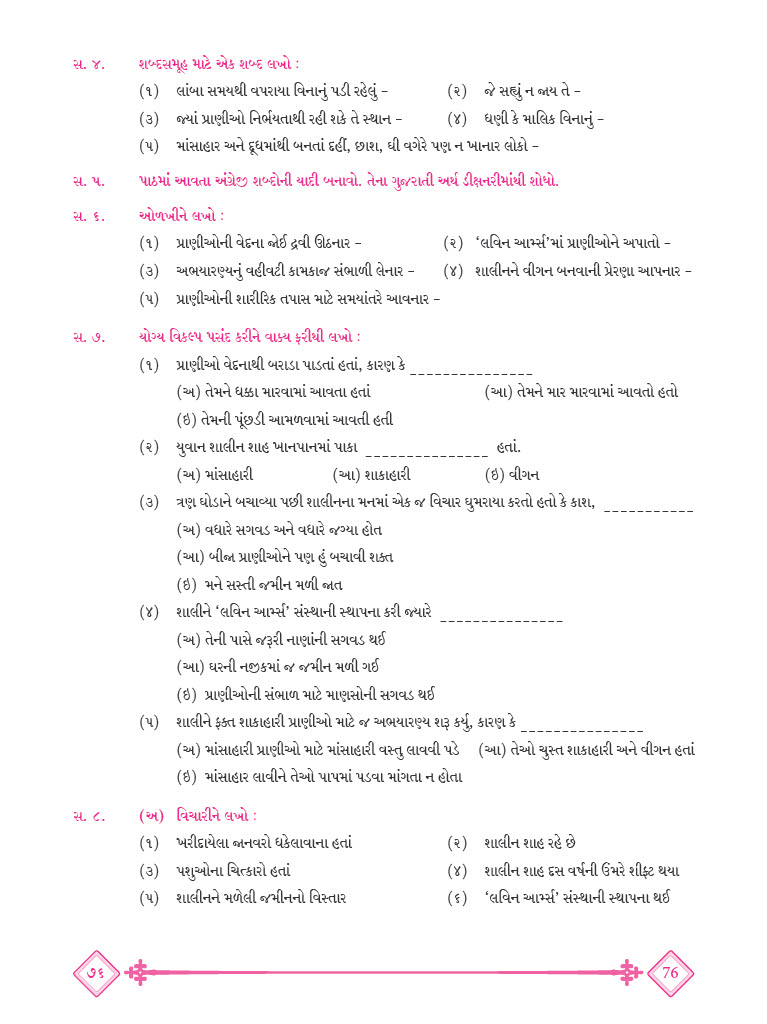 સ. ૪. શબ્દસમૂહ માટે એક શબ્દ લખો :
(૧) લાંબા સમયથી વપરાયા વિનાનું પડી રહેલું – (૨) જે સહ્યું ન જાય તે –
(૩) જ્યાં પ્રાણીઓ નિર્ભયતાથી રહી શકે તે સ્થાન – (૪) ધણી કે માલિક વિનાનું –
(૫) માંસાહાર અને દૂધમાંથી બનતાં દહીં, છાશ, ઘી વગેરે પણ ન ખાનાર લોકો –
સ. ૫. પાઠમાં આવતા અંગ્રેજી શબ્દોની યાદી બનાવો. તેના ગુજરાતી અર્થ ડીક્ષનરીમાંથી શોધો.
સ. ૬. ઓળખીને લખો :
(૧) પ્રાણીઓની વેદના જોઈ દ્રવી ઊઠનાર – (૨) ‘લવિન આર્મ્સ’માં પ્રાણીઓને અપાતો –
(૩) અભયારણ્યનું વહીવટી કામકાજ સંભાળી લેનાર – (૪) શાલીનને વીગન બનવાની પ્રેરણા આપનાર –
(૫) પ્રાણીઓની શારીરિક તપાસ માટે સમયાંતરે આવનાર –
સ. ૭. યોગ્ય વિકલ્પ પસંદ કરીને વાક્ય ફરીથી લખો :
(૧) પ્રાણીઓ વેદનાથી બરાડા પાડતાં હતાં, કારણ કે _______________
(અ) તેમને ધક્કા મારવામાં આવતા હતાં (આ) તેમને માર મારવામાં આવતો હતો
(ઇ) તેમની પૂંછડી આમળવામાં આવતી હતી
(૨) યુવાન શાલીન શાહ ખાનપાનમાં પાકા _______________ હતાં.
(અ) માંસાહારી (આ) શાકાહારી (ઇ) વીગન
(૩) ત્રણ ઘોડાને બચાવ્યા પછી શાલીનના મનમાં એક જ વિચાર ઘુમરાયા કરતો હતો કે કાશ, ___________
(અ) વધારે સગવડ અને વધારે જગ્યા હોત
(આ) બીજા પ્રાણીઓને પણ હું બચાવી શક્ત
(ઇ) મને સસ્તી જમીન મળી જાત
(૪) શાલીને ‘લવિન આર્મ્સ’ સંસ્થાની સ્થાપના કરી જ્યારે _______________
(અ) તેની પાસે જરૂરી નાણાંની સગવડ થઈ
(આ) ઘરની નજીકમાં જ જમીન મળી ગઈ
(ઇ) પ્રાણીઓની સંભાળ માટે માણસોની સગવડ થઈ
(૫) શાલીને ફક્ત શાકાહારી પ્રાણીઓ માટે જ અભયારણ્ય શરૂ કર્યુ, કારણ કે _______________
(અ) માંસાહારી પ્રાણીઓ માટે માંસાહારી વસ્તુ લાવવી પડે (આ) તેઓ ચુસ્ત શાકાહારી અને વીગન હતાં
(ઇ) માંસાહાર લાવીને તેઓ પાપમાં પડવા માંગતા ન હોતા
સ. ૮. (અ) વિચારીને લખો :
(૧) ખરીદાયેલા જાનવરો ધકેલાવાના હતાં (૨) શાલીન શાહ રહે છે
(૩) પશુઓના ચિત્કારો હતાં (૪) શાલીન શાહ દસ વર્ષની ઉંમરે શીફ્ટ થયા
(૫) શાલીનને મળેલી જમીનનો વિસ્તાર (૬) ‘લવિન આર્મ્સ’ સંસ્થાની સ્થાપના થઈ
૭૬ 76